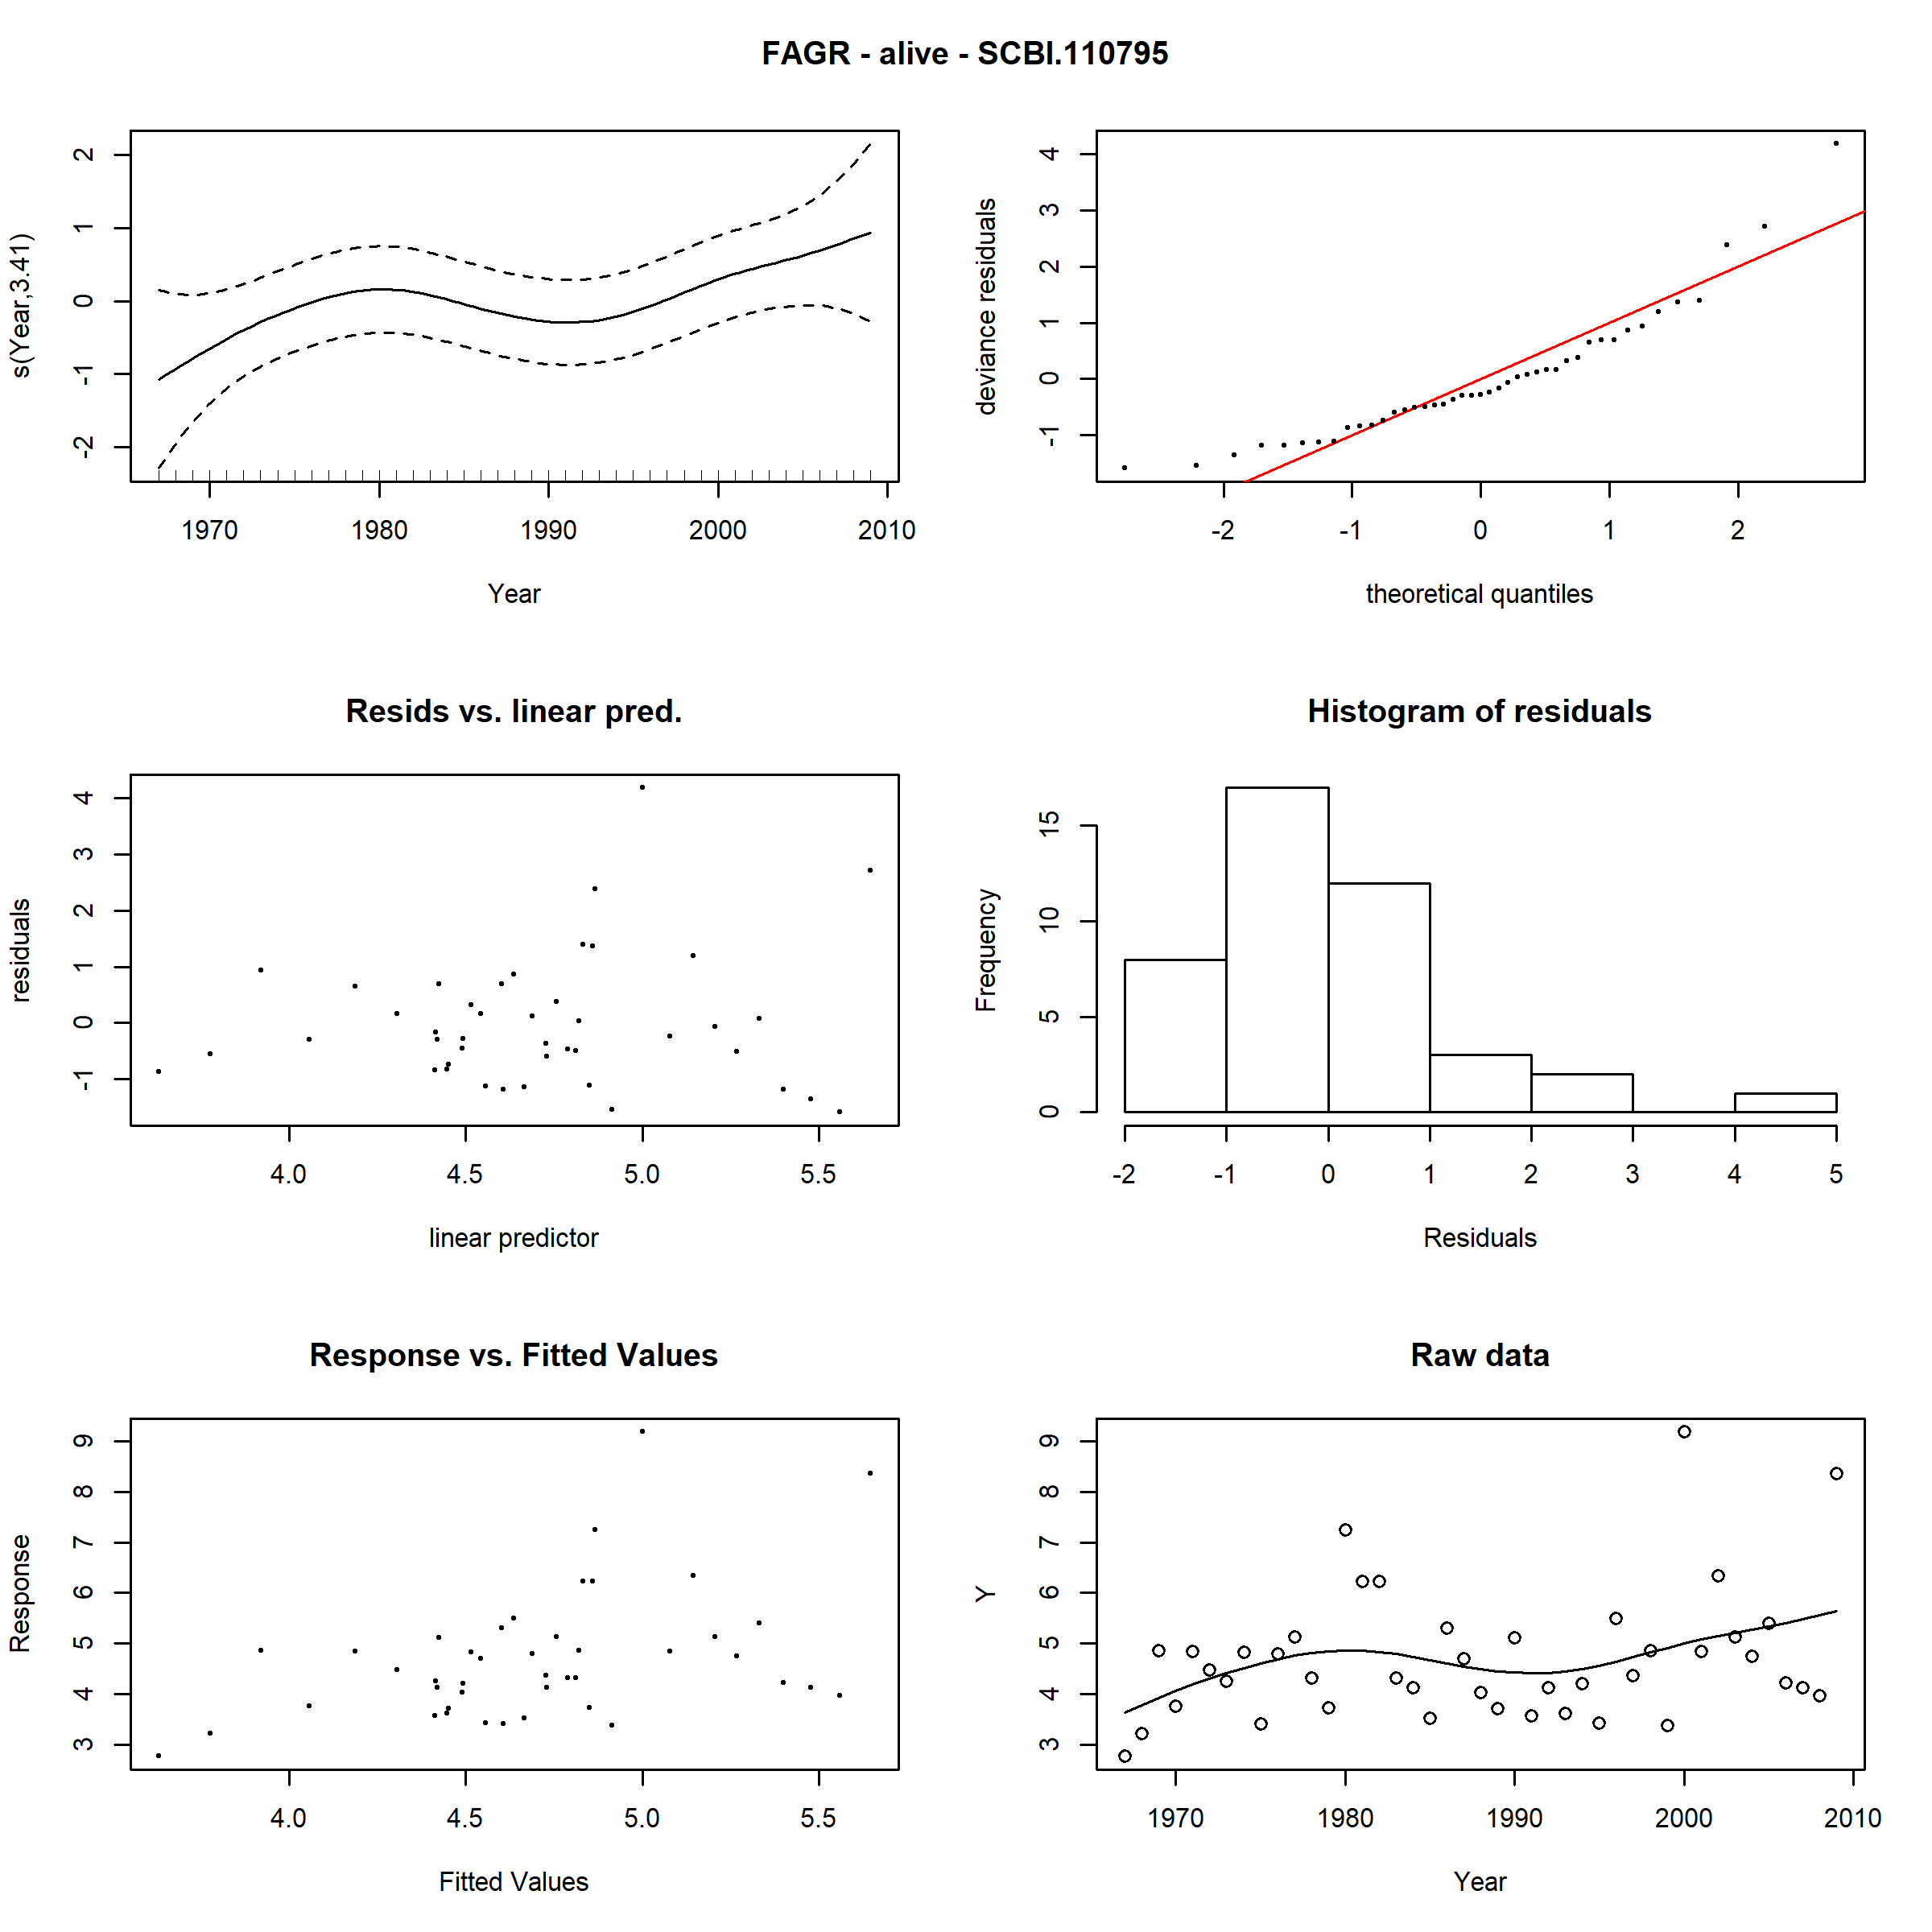 FAGR - alive - SCBI.110795
s(Year,3.41)
2
1
0
-1
-2
1970 1980 1990 2000 2010
Year
deviance residuals
4
3
2
1
0
-1
-2 -1 0 1 2
theoretical quantiles
Resids vs. linear pred.
residuals
4
3
2
1
0
-1
4.0 4.5 5.0 5.5
linear predictor
Histogram of residuals
Frequency
15
10
5
0
-2 -1 0 1 2 3 4 5
Residuals
Response vs. Fitted Values
Response
9
8
7
6
5
4
3
4.0 4.5 5.0 5.5
Fitted Values
Raw data
Y
9
8
7
6
5
4
3
1970 1980 1990 2000 2010
Year